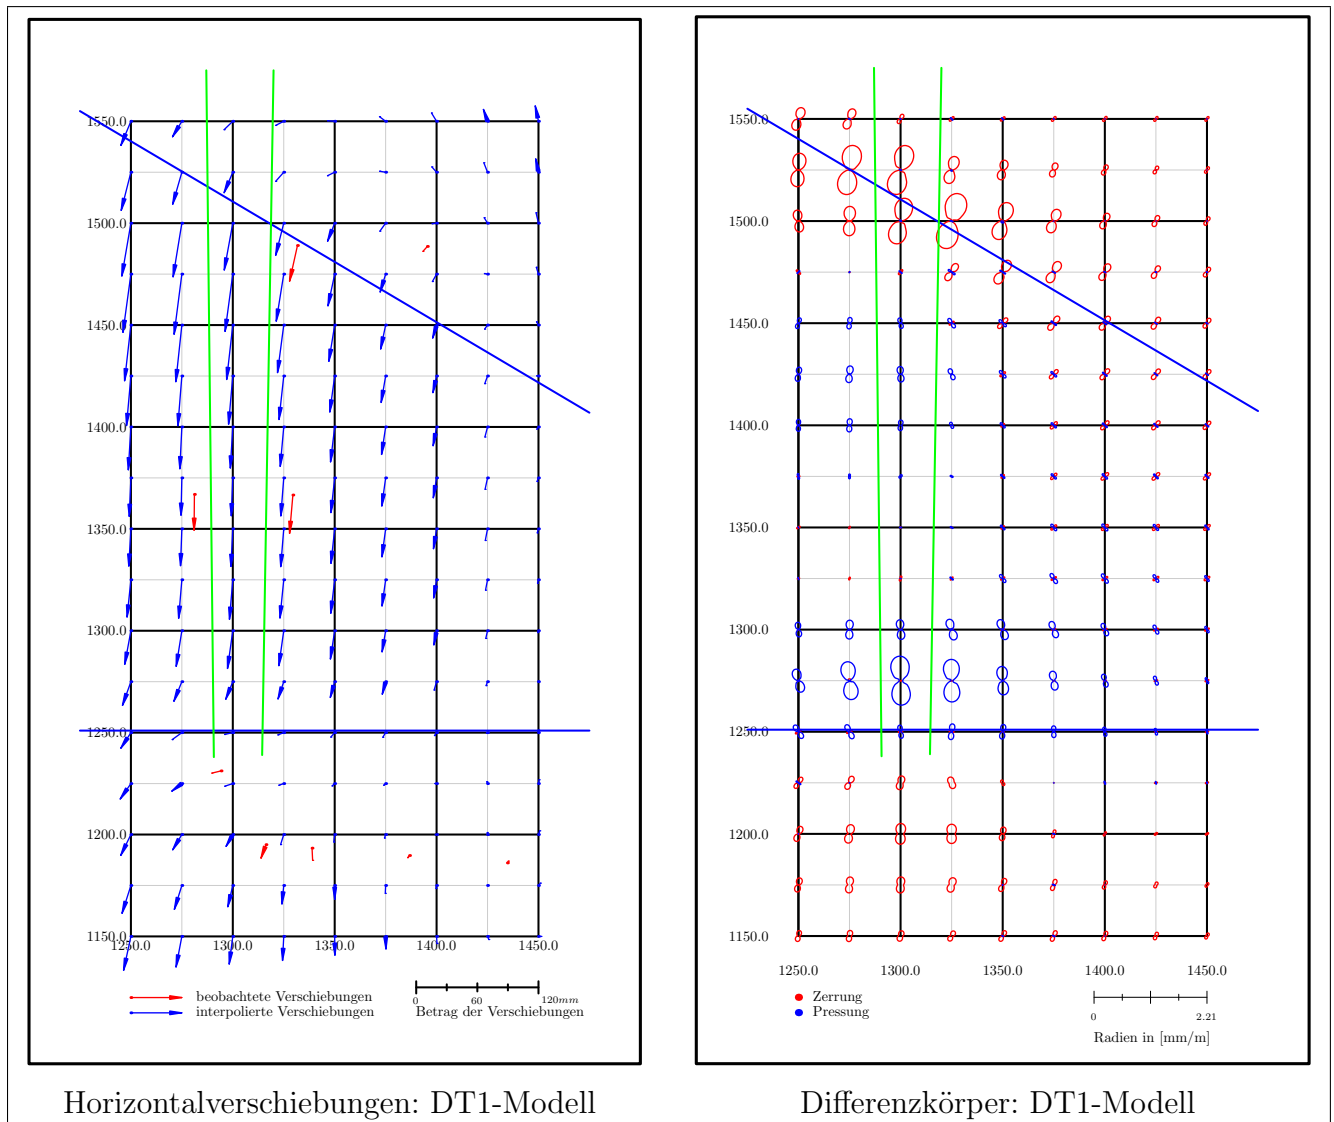 1550.0
1500.0
1450.0
1400.0
1350.0
1300.0
1250.0
1200.0
1150.0
1250.0 1300.0 1350.0 1400.0 1450.0
beobachtete Verschiebungen
interpolierte Verschiebungen
0 60 120mm
Betrag der Verschiebungen
Horizontalverschiebungen: DT1-Modell
1550.0
1500.0
1450.0
1400.0
1350.0
1300.0
1250.0
1200.0
1150.0
1250.0 1300.0 1350.0 1400.0 1450.0
Zerrung
Pressung
0 2.21
Radien in [mm/m]
Differenzkörper: DT1-Modell